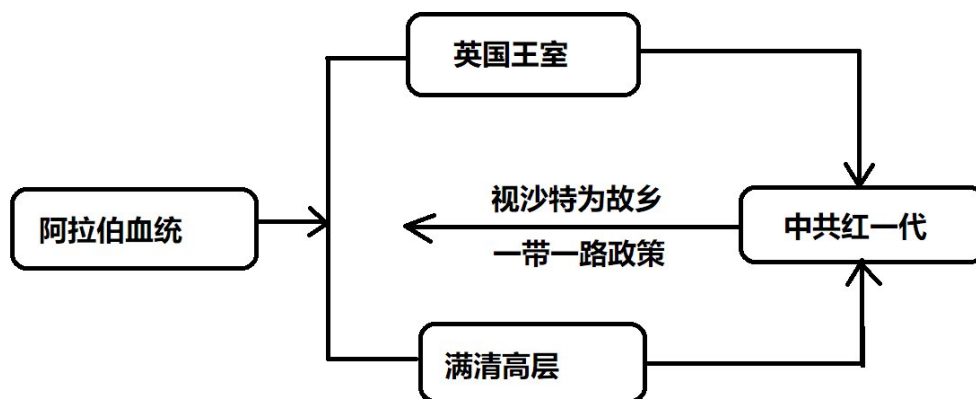 英国王室
阿拉伯血统
视沙特为故乡
一带一路政策
中共红一代
满清高层